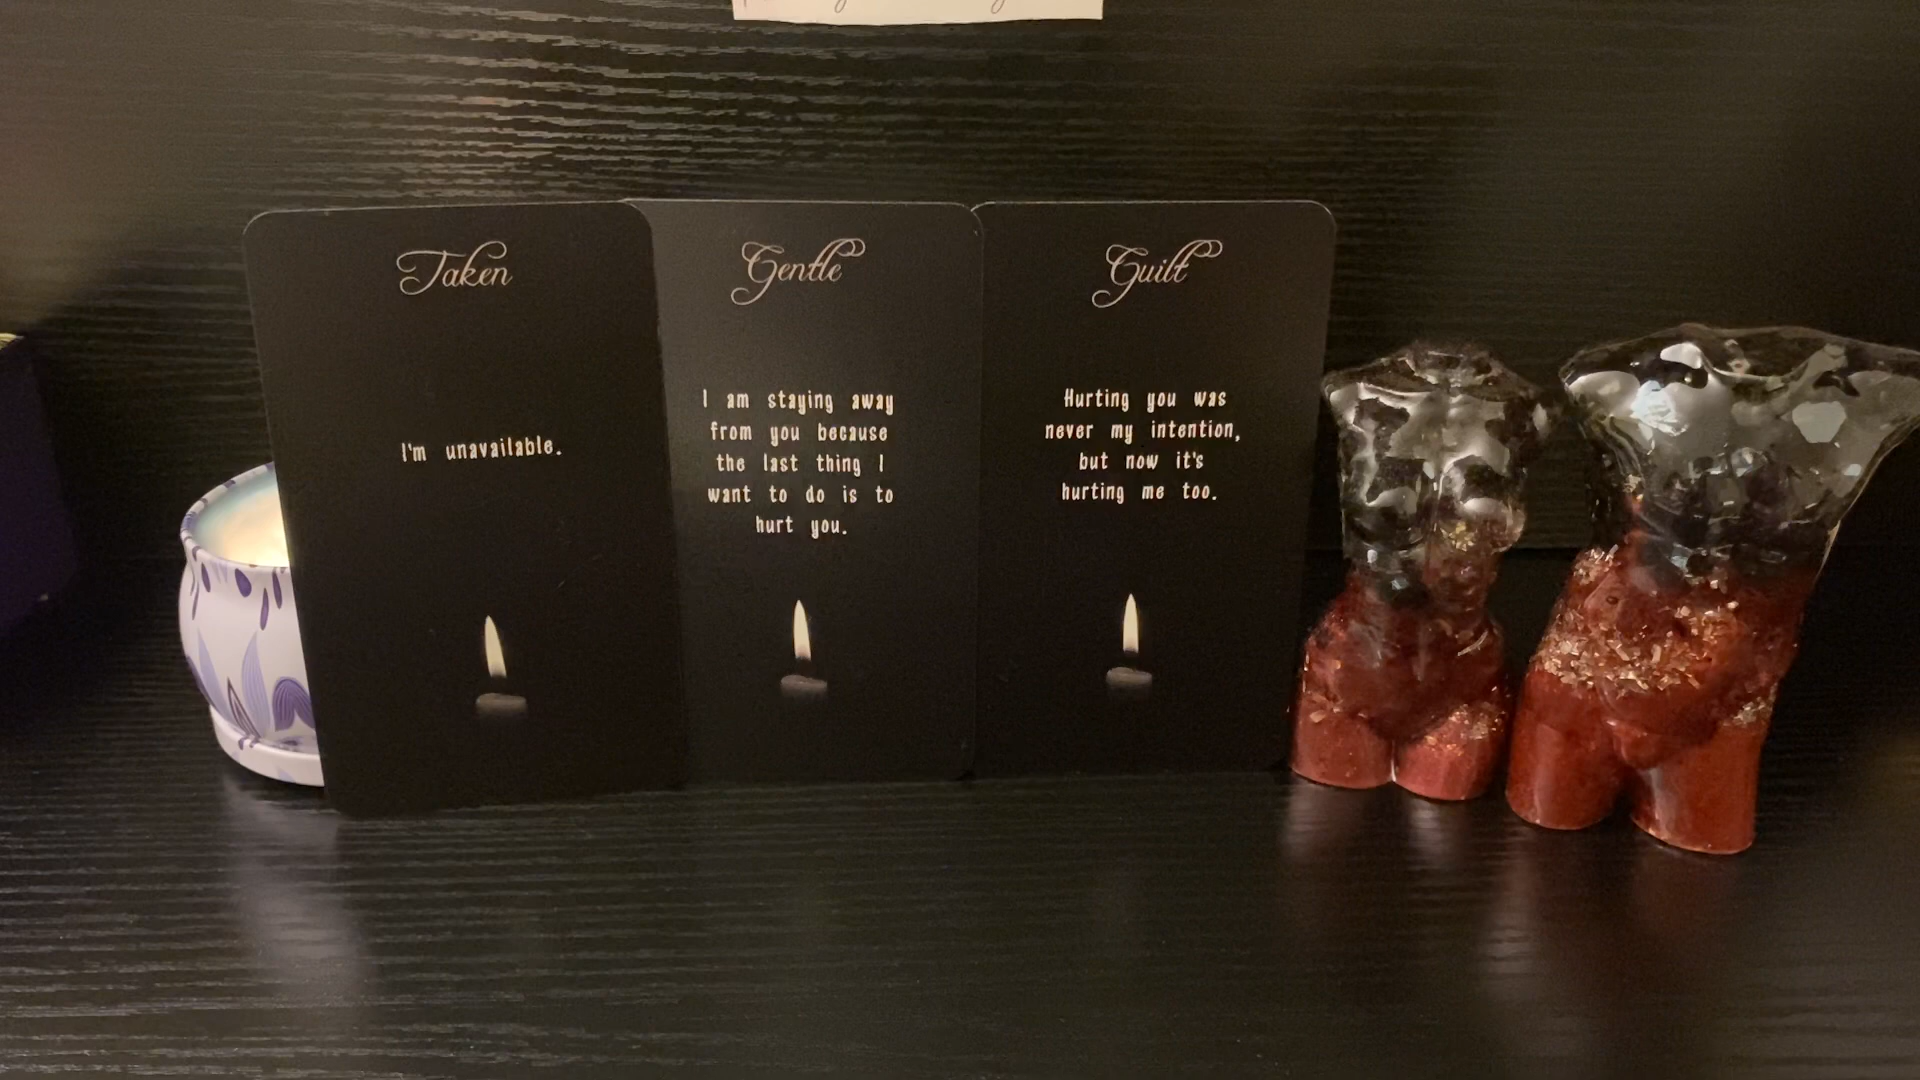 Taken
I'm unavailable.
Gentle
I am staying away
from you because
the last thing I
want to do is to
hurt you.
Guilt
Hurting you was
never my intention,
but now it's
hurting me too.